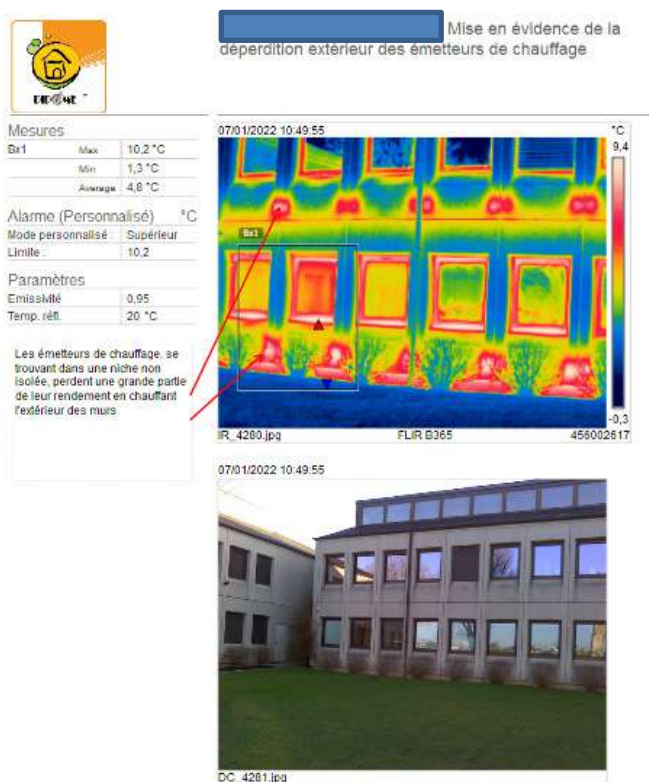 Mise en évidence de la
déperdition extérieur des émetteurs de chauffage
Mesures
Bx1 Max 10,2 °C
Min 1,3 °C
Average 4,8 °C
Alarme (Personnalisé) °C
Mode personnalisé : Supérieur
Limite : 10,2
Paramètres
Emissivité 0,95
Temp. réfl. 20 °C
Les émetteurs de chauffage, se
trouvant dans une niche non
isolée, perdent une grande partie
de leur rendement en chauffant
l'extérieur des murs
07/01/2022 10:49:55
°C
9,4
Bx1
-0,3
IR_4280.jpg FLIR B365 456002617
07/01/2022 10:49:55
DC_4281.jpg